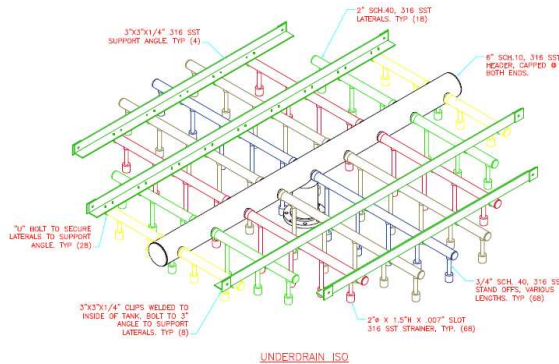 2" SCH.40, 316 SST
LATERALS. TYP (18)
3"X3"X1/4" 316 SST
SUPPORT ANGLE. TYP (4)
6" SCH.10, 316 SST
HEADER, CAPPED @
BOTH ENDS.
"U" BOLT TO SECURE
LATERALS TO SUPPORT
ANGLE. TYP (28)
3"X3"X1/4" CLIPS WELDED TO
INSIDE OF TANK, BOLT TO 3"
ANGLE TO SUPPORT
LATERALS. TYP (8)
3/4" SCH. 40, 316 SS
STAND OFFS, VARIOUS
LENGTHS. TYP (68)
2"ø X 1.5"H X .007" SLOT
316 SST STRAINER, TYP. (68)
UNDERDRAIN ISO